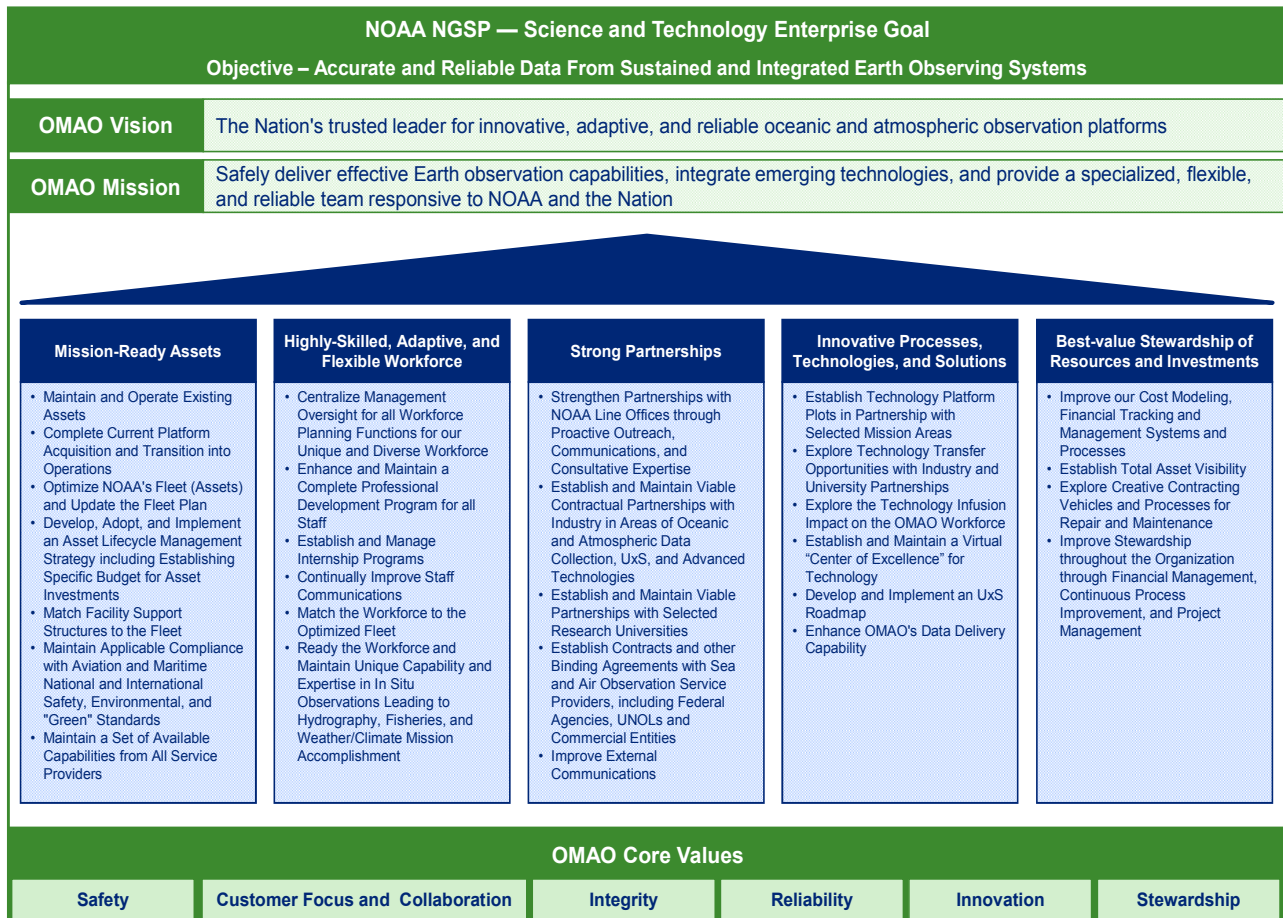 NOAA NGSP — Science and Technology Enterprise Goal
Objective – Accurate and Reliable Data From Sustained and Integrated Earth Observing Systems
OMAO Vision
The Nation's trusted leader for innovative, adaptive, and reliable oceanic and atmospheric observation platforms
OMAO Mission
Safely deliver effective Earth observation capabilities, integrate emerging technologies, and provide a specialized, flexible,
and reliable team responsive to NOAA and the Nation
Mission-Ready Assets
• Maintain and Operate Existing
Assets
• Complete Current Platform
Acquisition and Transition into
Operations
• Optimize NOAA's Fleet (Assets)
and Update the Fleet Plan
• Develop, Adopt, and Implement
an Asset Lifecycle Management
Strategy including Establishing
Specific Budget for Asset
Investments
• Match Facility Support
Structures to the Fleet
• Maintain Applicable Compliance
with Aviation and Maritime
National and International
Safety, Environmental, and
"Green" Standards
• Maintain a Set of Available
Capabilities from All Service
Providers
Highly-Skilled, Adaptive, and
Flexible Workforce
• Centralize Management
Oversight for all Workforce
Planning Functions for our
Unique and Diverse Workforce
• Enhance and Maintain a
Complete Professional
Development Program for all
Staff
• Establish and Manage
Internship Programs
• Continually Improve Staff
Communications
• Match the Workforce to the
Optimized Fleet
• Ready the Workforce and
Maintain Unique Capability and
Expertise in In Situ
Observations Leading to
Hydrography, Fisheries, and
Weather/Climate Mission
Accomplishment
Strong Partnerships
• Strengthen Partnerships with
NOAA Line Offices through
Proactive Outreach,
Communications, and
Consultative Expertise
• Establish and Maintain Viable
Contractual Partnerships with
Industry in Areas of Oceanic
and Atmospheric Data
Collection, UxS, and Advanced
Technologies
• Establish and Maintain Viable
Partnerships with Selected
Research Universities
• Establish Contracts and other
Binding Agreements with Sea
and Air Observation Service
Providers, including Federal
Agencies, UNOLs and
Commercial Entities
• Improve External
Communications
Innovative Processes,
Technologies, and Solutions
• Establish Technology Platform
Plots in Partnership with
Selected Mission Areas
• Explore Technology Transfer
Opportunities with Industry and
University Partnerships
• Explore the Technology Infusion
Impact on the OMAO Workforce
• Establish and Maintain a Virtual
“Center of Excellence” for
Technology
• Develop and Implement an UxS
Roadmap
• Enhance OMAO's Data Delivery
Capability
Best-value Stewardship of
Resources and Investments
• Improve our Cost Modeling,
Financial Tracking and
Management Systems and
Processes
• Establish Total Asset Visibility
• Explore Creative Contracting
Vehicles and Processes for
Repair and Maintenance
• Improve Stewardship
throughout the Organization
through Financial Management,
Continuous Process
Improvement, and Project
Management
OMAO Core Values
Safety
Customer Focus and Collaboration
Integrity
Reliability
Innovation
Stewardship